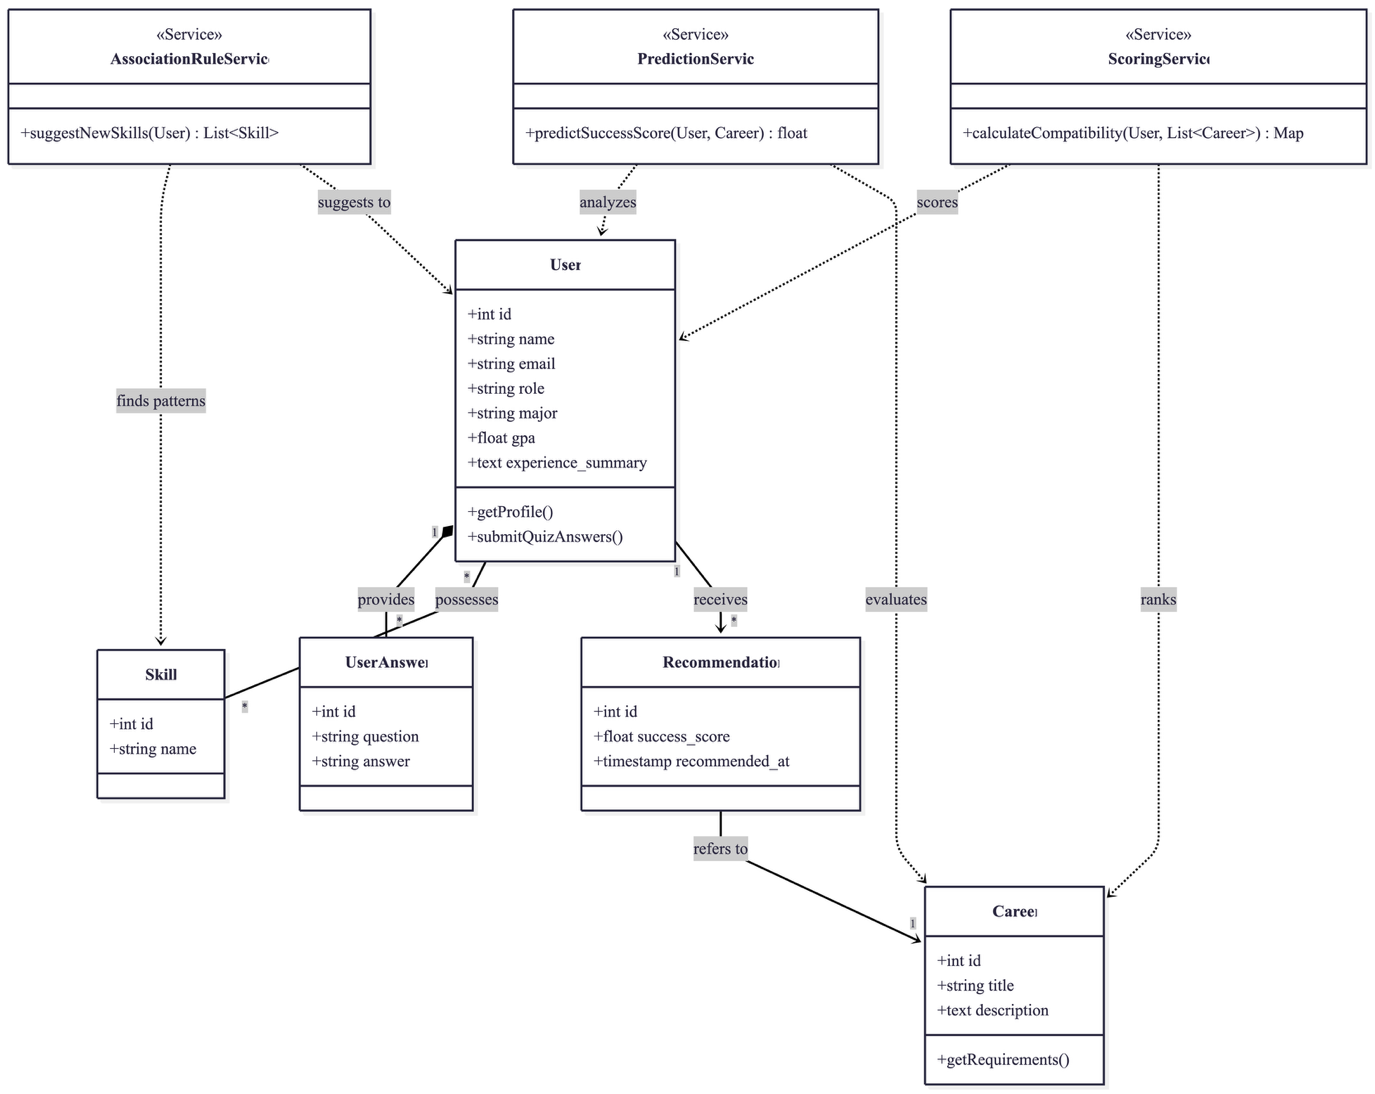 «Service»
AssociationRuleServic
+suggestNewSkills(User) : List<Skill>
«Service»
PredictionServic
+predictSuccessScore(User, Career) : float
«Service»
ScoringService
+calculateCompatibility(User, List<Career>) : Map
suggests to
analyzes
scores
User
+int id
+string name
+string email
+string role
+string major
+float gpa
+text experience_summary
+getProfile()
+submitQuizAnswers()
finds patterns
1
*
1
provides
possesses
receives
evaluates
ranks
*
*
*
Skill
+int id
+string name
UserAnswe
+int id
+string question
+string answer
Recommendatio
+int id
+float success_score
+timestamp recommended_at
refers to
1
Caree
+int id
+string title
+text description
+getRequirements()